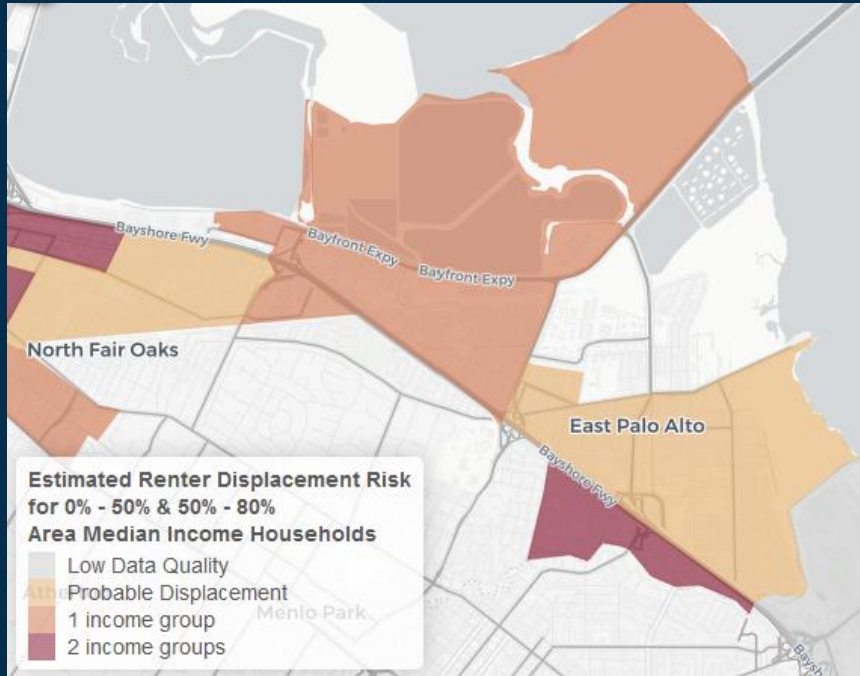 Bayshore Fwy
Bayfront Expy
Bayfront Expy
North Fair Oaks
East Palo Alto
Bayshore Fwy
Estimated Renter Displacement Risk
for 0% - 50% & 50% - 80%
Area Median Income Households
Low Data Quality
Probable Displacement
Menlo Park
1 income group
2 income groups